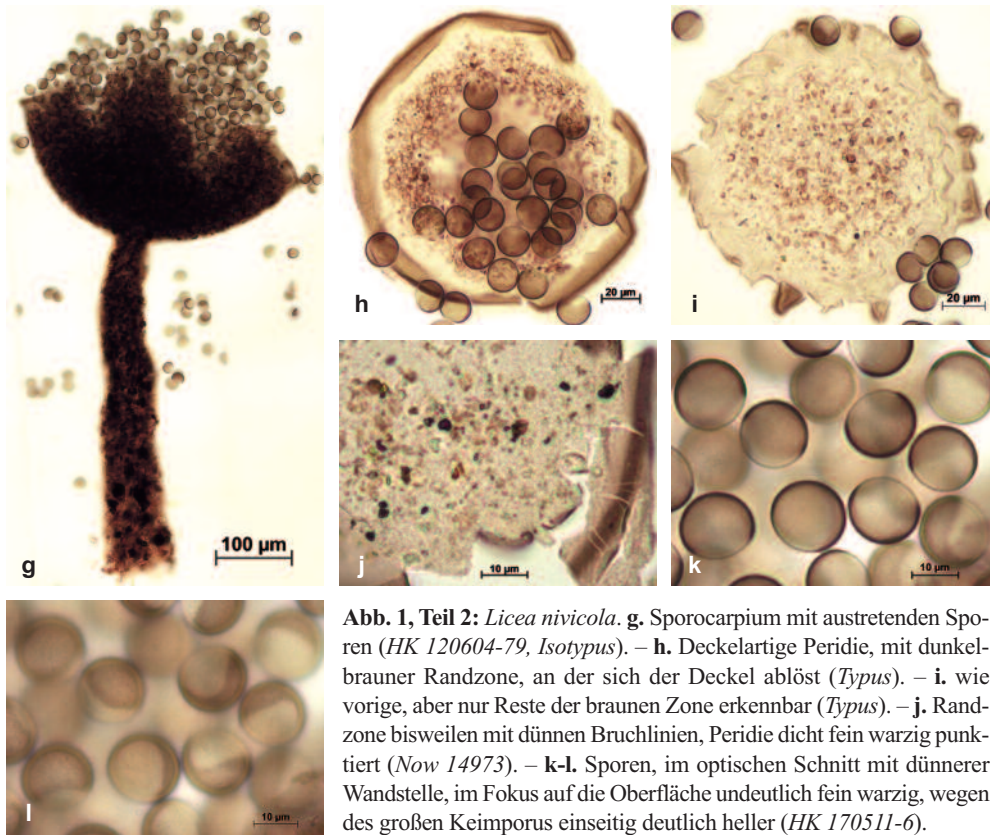 g
100 µm
h
20 µm
i
20 µm
j
10 µm
k
10 µm
l
10 µm
Abb. 1, Teil 2: Licea nivicola. g. Sporocarpium mit austretenden Spo-
ren (HK 120604-79, Isotypus). – h. Deckelartige Peridie, mit dunkel-
brauner Randzone, an der sich der Deckel ablöst (Typus). – i. wie
vorige, aber nur Reste der braunen Zone erkennbar (Typus). – j. Rand-
zone bisweilen mit dünnen Bruchlinien, Peridie dicht fein warzig punk-
tiert (Now 14973). – k-l. Sporen, im optischen Schnitt mit dünnerer
Wandstelle, im Fokus auf die Oberfläche undeutlich fein warzig, wegen
des großen Keimporus einseitig deutlich heller (HK 170511-6).